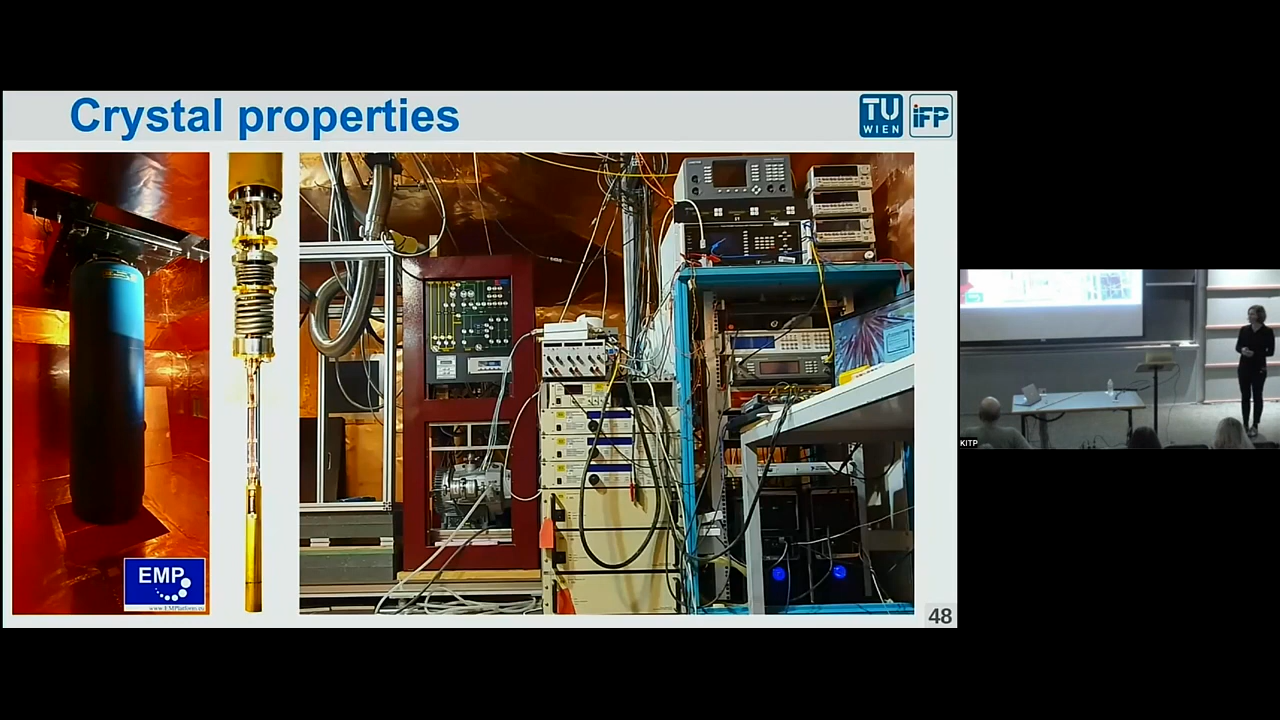 Crystal properties
TU
WIEN
iFP
EMP
www.EMPlatform.eu
48
KITP